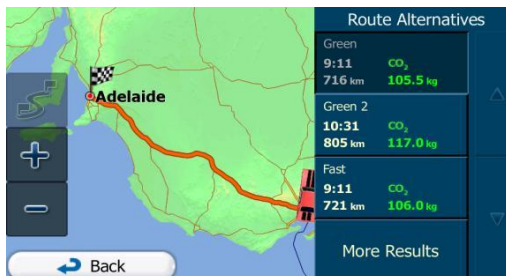 Route Alternatives
Adelaide
Green
9:11 CO₂
716 km 105.5 kg
Green 2
10:31 CO₂
805 km 117.0 kg
Fast
9:11 CO₂
721 km 106.0 kg
More Results
Back